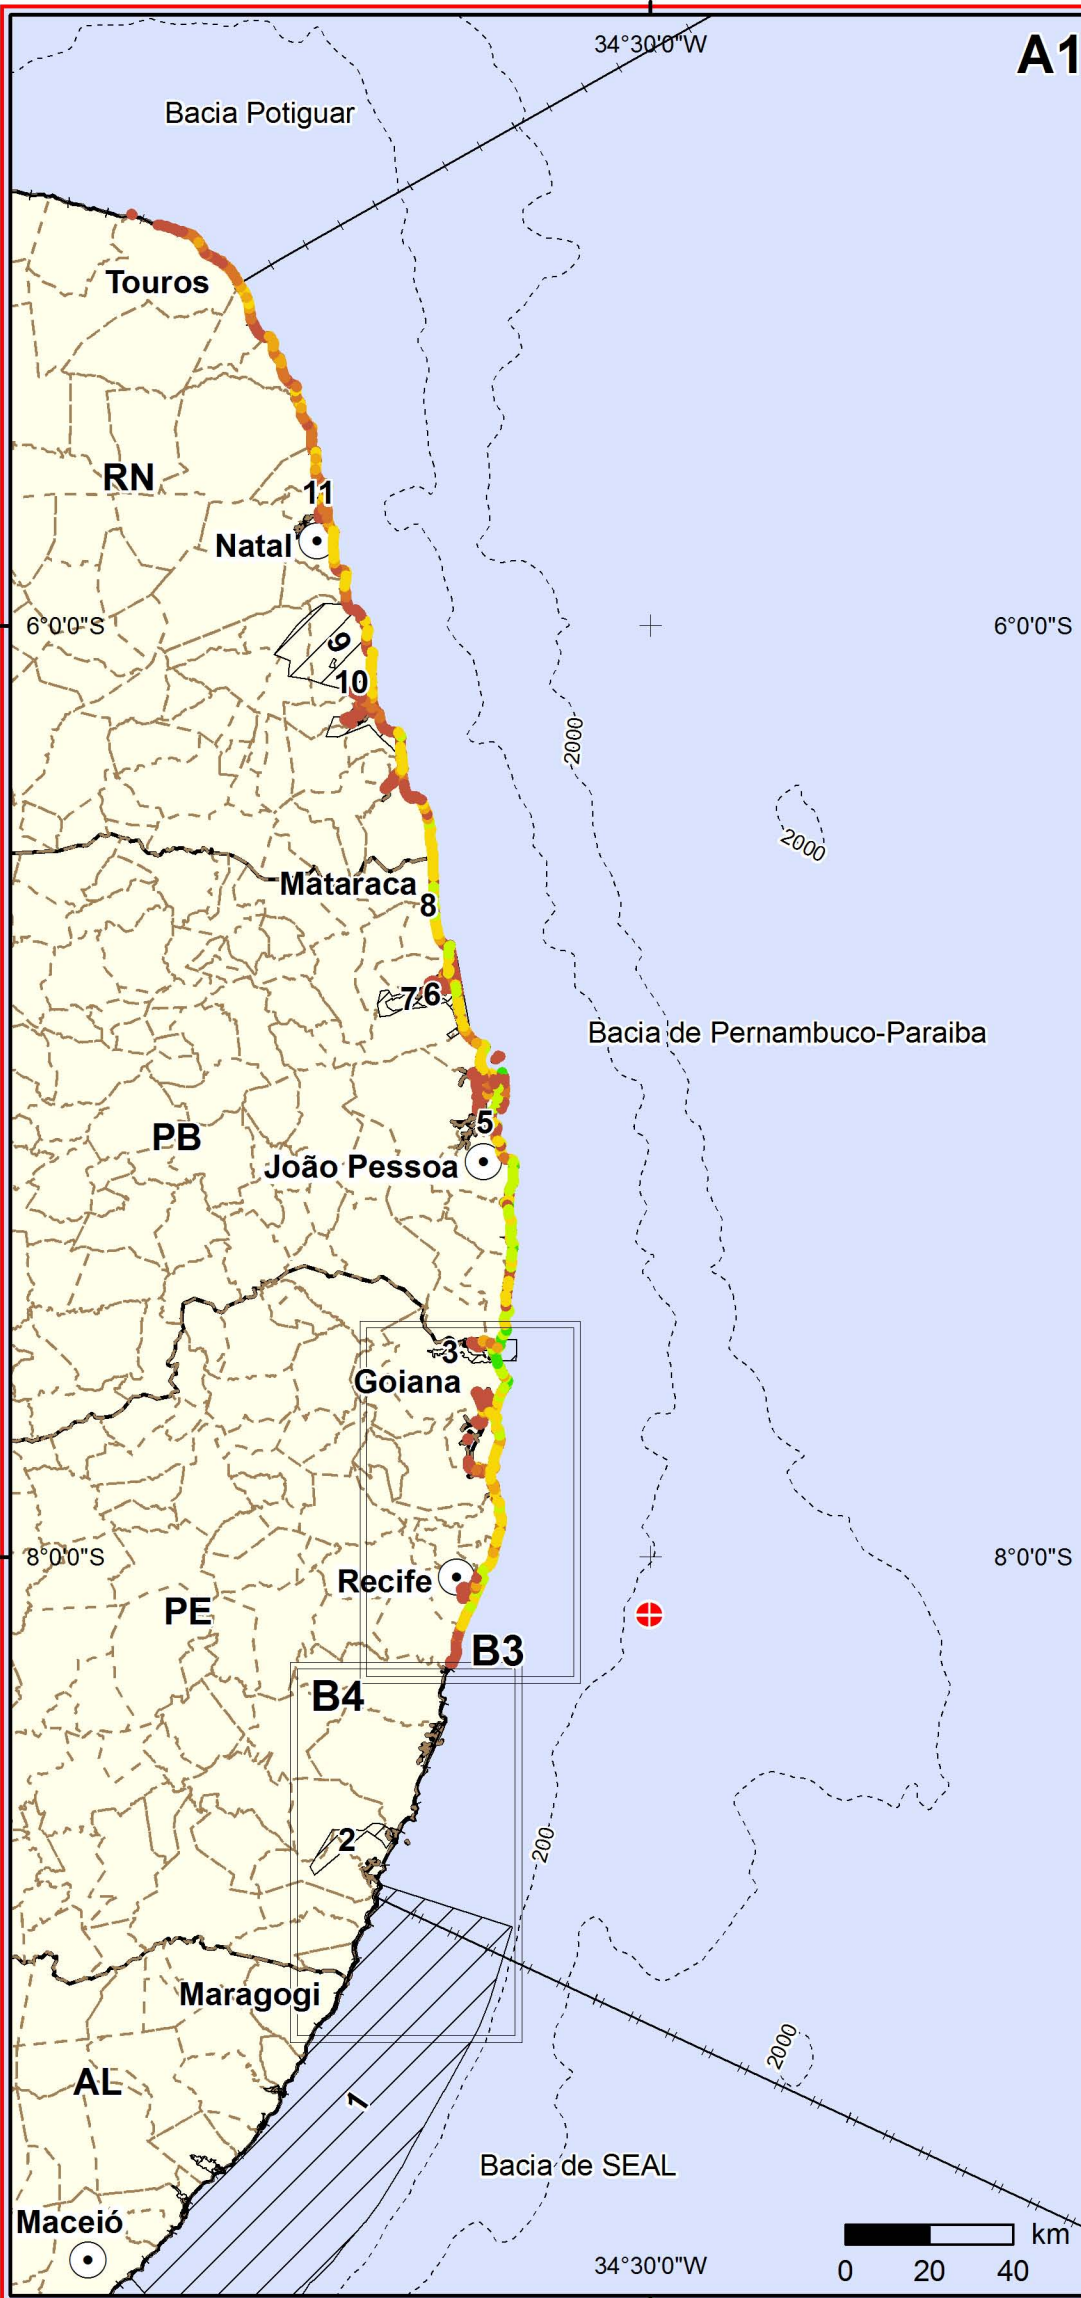 34°30'0"W
A1
Bacia Potiguar
Touros
RN
11
Natal
6°0'0"S
6°0'0"S
9
10
2000
2000
Mataraca
8
7
6
Bacia de Pernambuco-Paraiba
5
PB
João Pessoa
3
Goiana
8°0'0"S
8°0'0"S
Recife
PE
B3
B4
2
200
Maragogi
2000
AL
1
Bacia de SEAL
Maceió
km
34°30'0"W
0 20 40